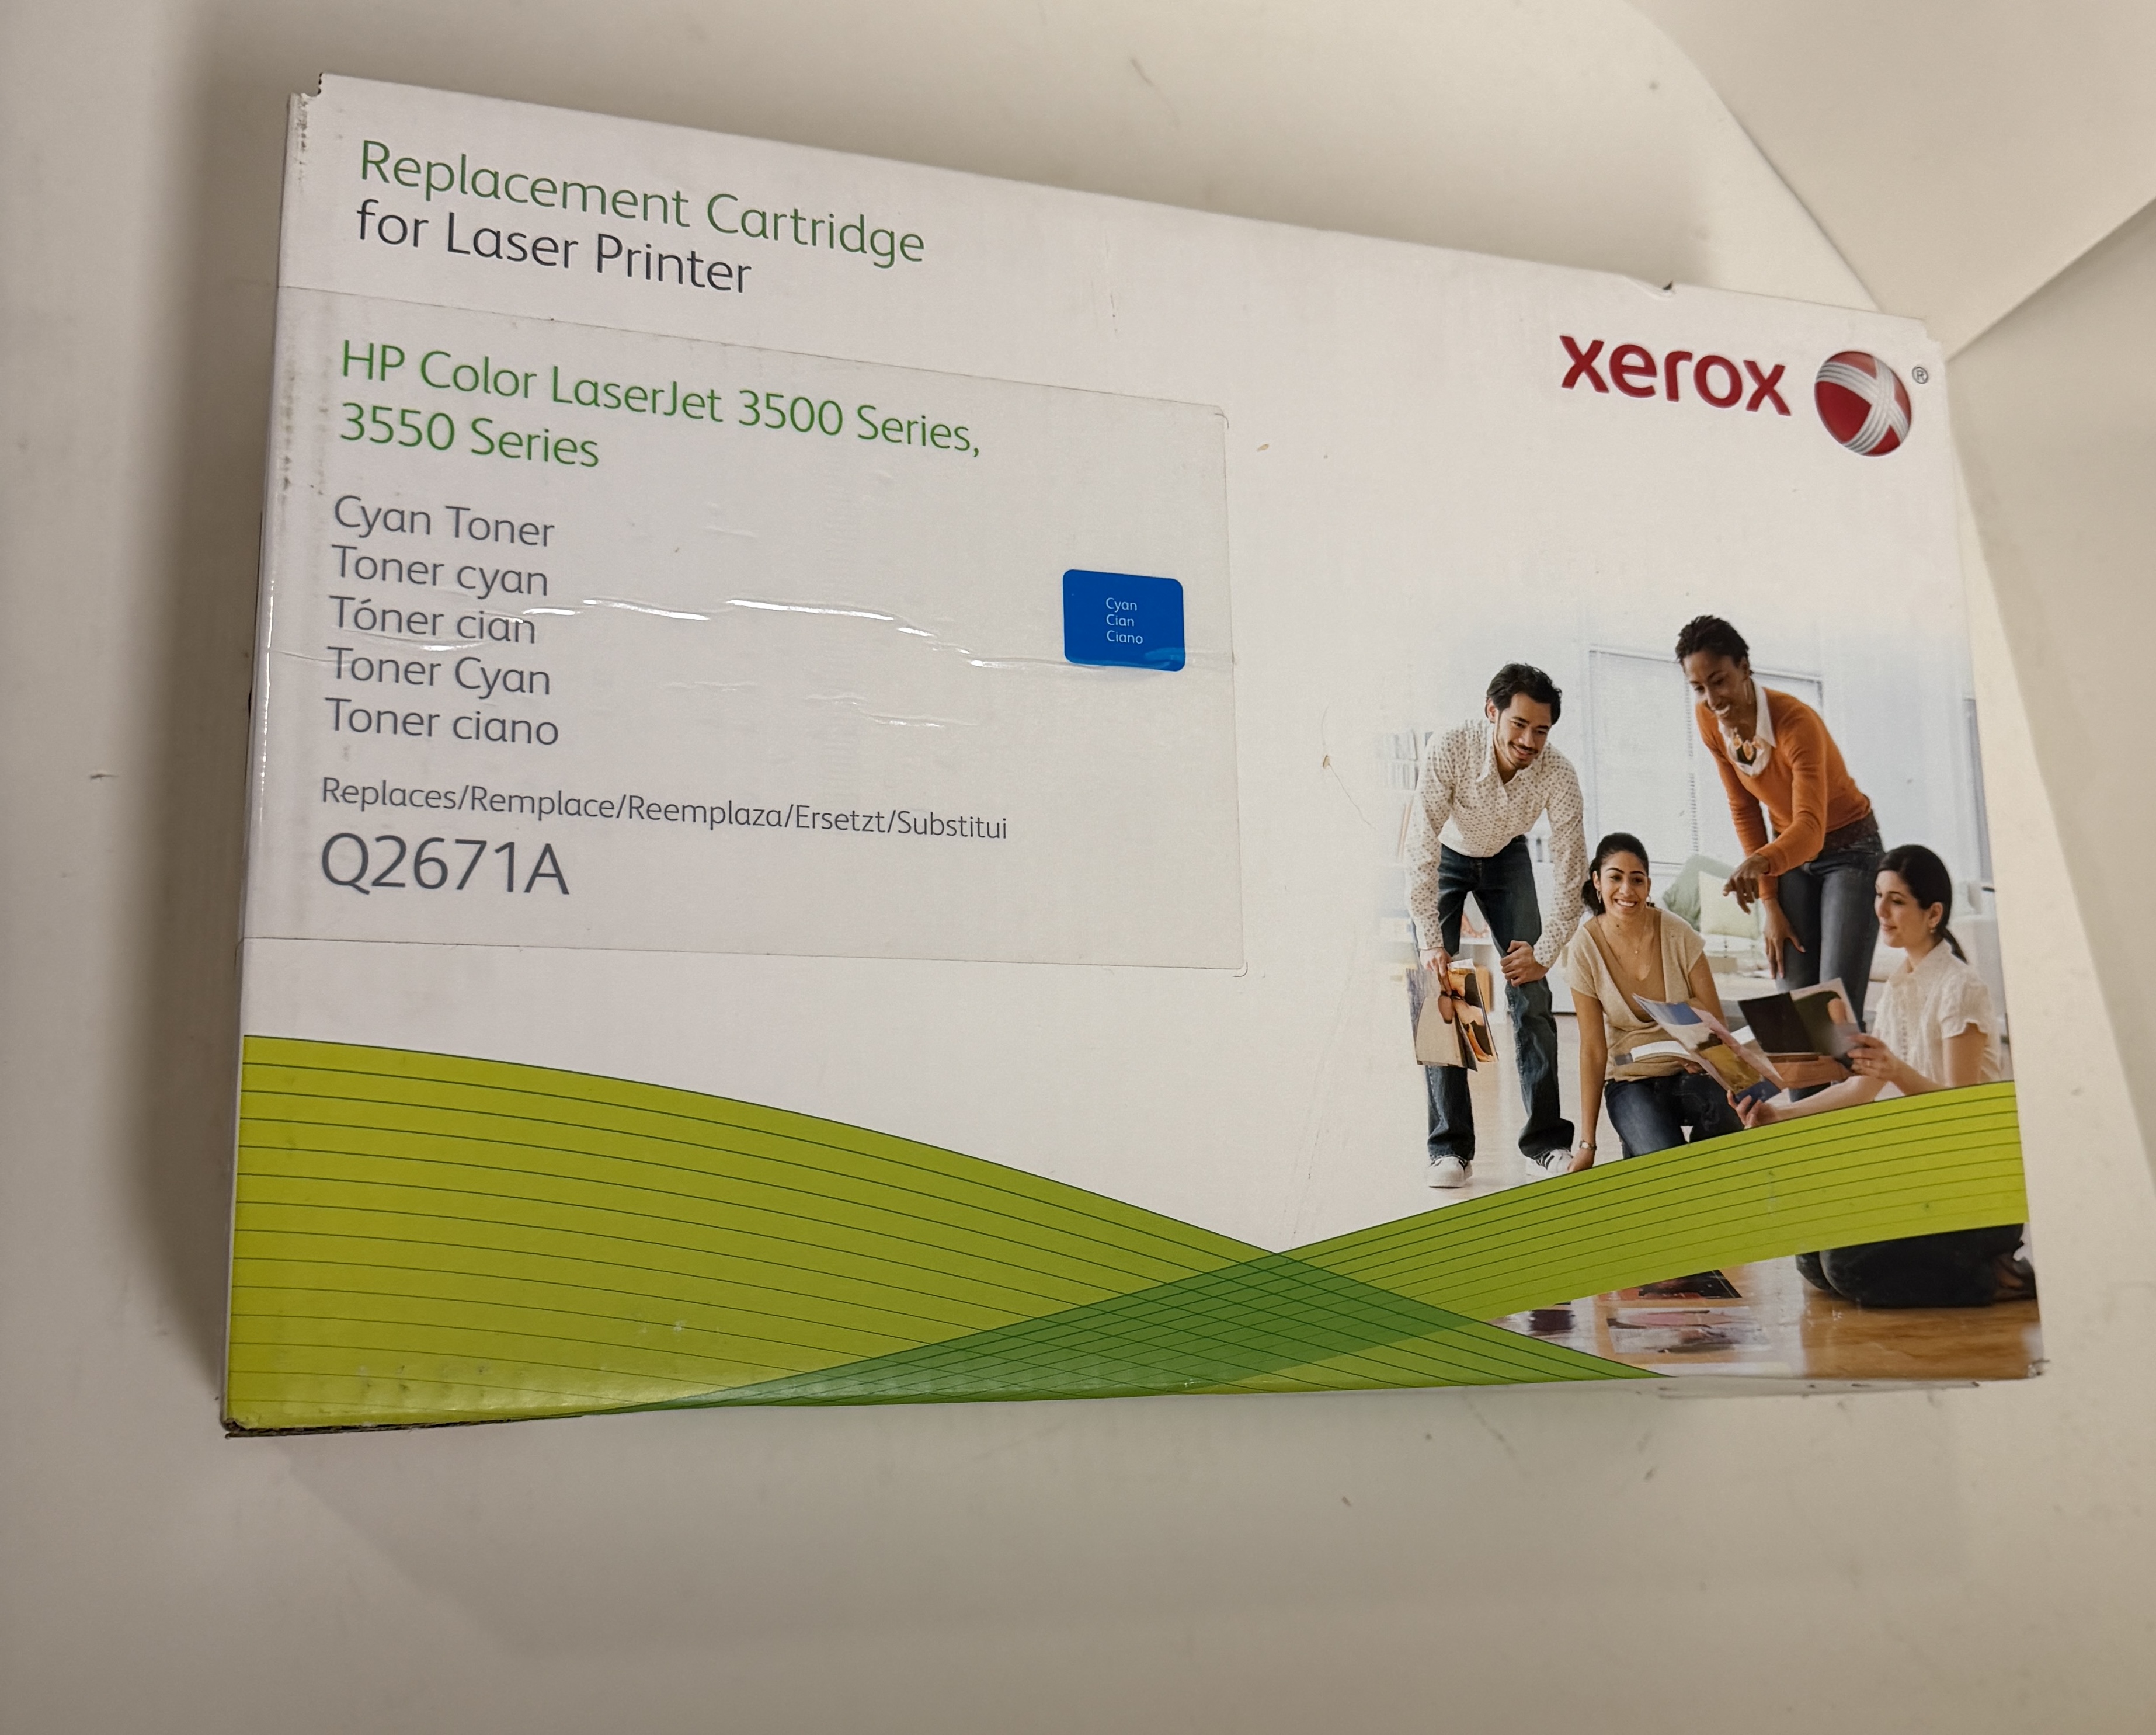 Replacement Cartridge
for Laser Printer
xerox ®
HP Color LaserJet 3500 Series,
3550 Series
Cyan Toner
Toner cyan
Tóner cian
Toner Cyan
Toner ciano
Cyan
Cian
Ciano
Replaces/Remplace/Reemplaza/Ersetzt/Substitui
Q2671A